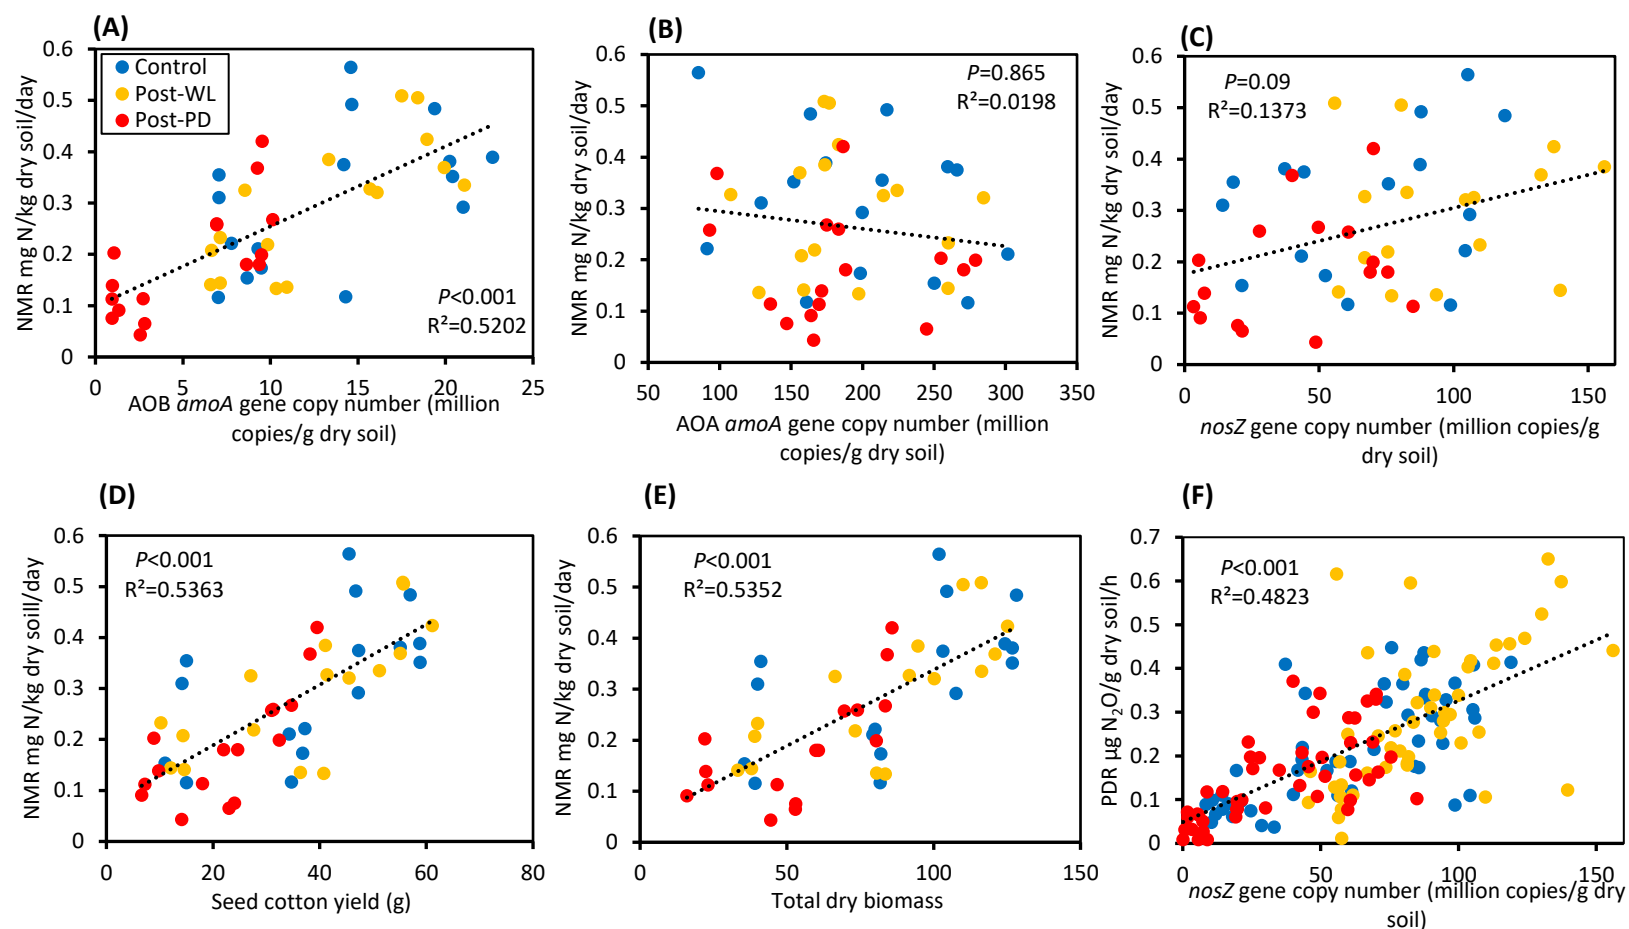 (A)
NMR mg N/kg dry soil/day
0.6
0.5
0.4
0.3
0.2
0.1
0
Control
Post-WL
Post-PD
P<0.001
R²=0.5202
0 5 10 15 20 25
AOB amoA gene copy number (million
copies/g dry soil)
(B)
NMR mg N/kg dry soil/day
0.6
0.5
0.4
0.3
0.2
0.1
0
P=0.865
R²=0.0198
50 100 150 200 250 300 350
AOA amoA gene copy number (million
copies/g dry soil)
(C)
NMR mg N/kg dry soil/day
0.6
0.5
0.4
0.3
0.2
0.1
0
P=0.09
R²=0.1373
0 50 100 150
nosZ gene copy number (million copies/g
dry soil)
(D)
NMR mg N/kg dry soill/day
0.6
0.5
0.4
0.3
0.2
0.1
0
P<0.001
R²=0.5363
0 20 40 60 80
Seed cotton yield (g)
(E)
NMR mg N/kg dry soil/day
0.6
0.5
0.4
0.3
0.2
0.1
0
P<0.001
R²=0.5352
0 50 100 150
Total dry biomass
(F)
PDR µg N₂O/g dry soil/h
0.7
0.6
0.5
0.4
0.3
0.2
0.1
0
P<0.001
R²=0.4823
0 50 100 150
nosZ gene copy number (million copies/g dry
soil)